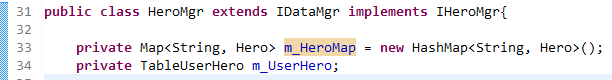 31 public class HeroMgr extends IDataMgr implements IHeroMgr{
32
33 private Map<String, Hero> m_HeroMap = new HashMap<String, Hero>();
34 private TableUserHero m_UserHero;